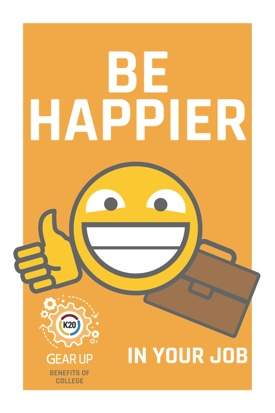 BE
HAPPIER
K20
GEAR UP
BENEFITS OF
COLLEGE
IN YOUR JOB